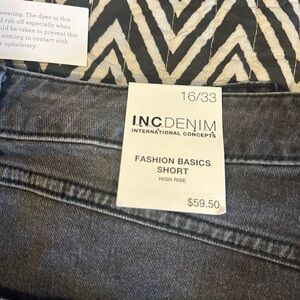 wearing. The dyes in this
rub off especially when
be taken to prevent this
coming in contact with
upholstery.
16/33
I.N.C DENIM
INTERNATIONAL CONCEPTS
FASHION BASICS
SHORT
HIGH RISE
$59.50